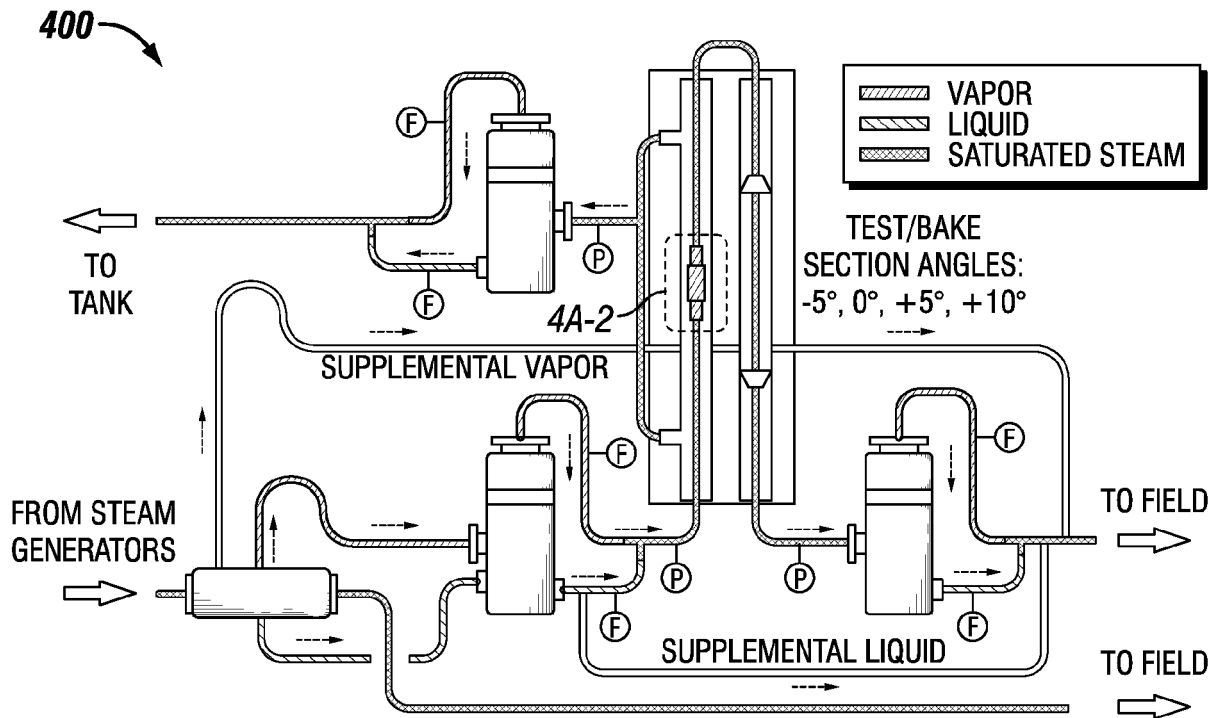 400
F
F
P
VAPOR
LIQUID
SATURATED STEAM
TO
TANK
4A-2
TEST/BAKE
SECTION ANGLES:
-5°, 0°, +5°, +10°
SUPPLEMENTAL VAPOR
F
F
FROM STEAM
GENERATORS
TO FIELD
P
P
F
F
SUPPLEMENTAL LIQUID
TO FIELD